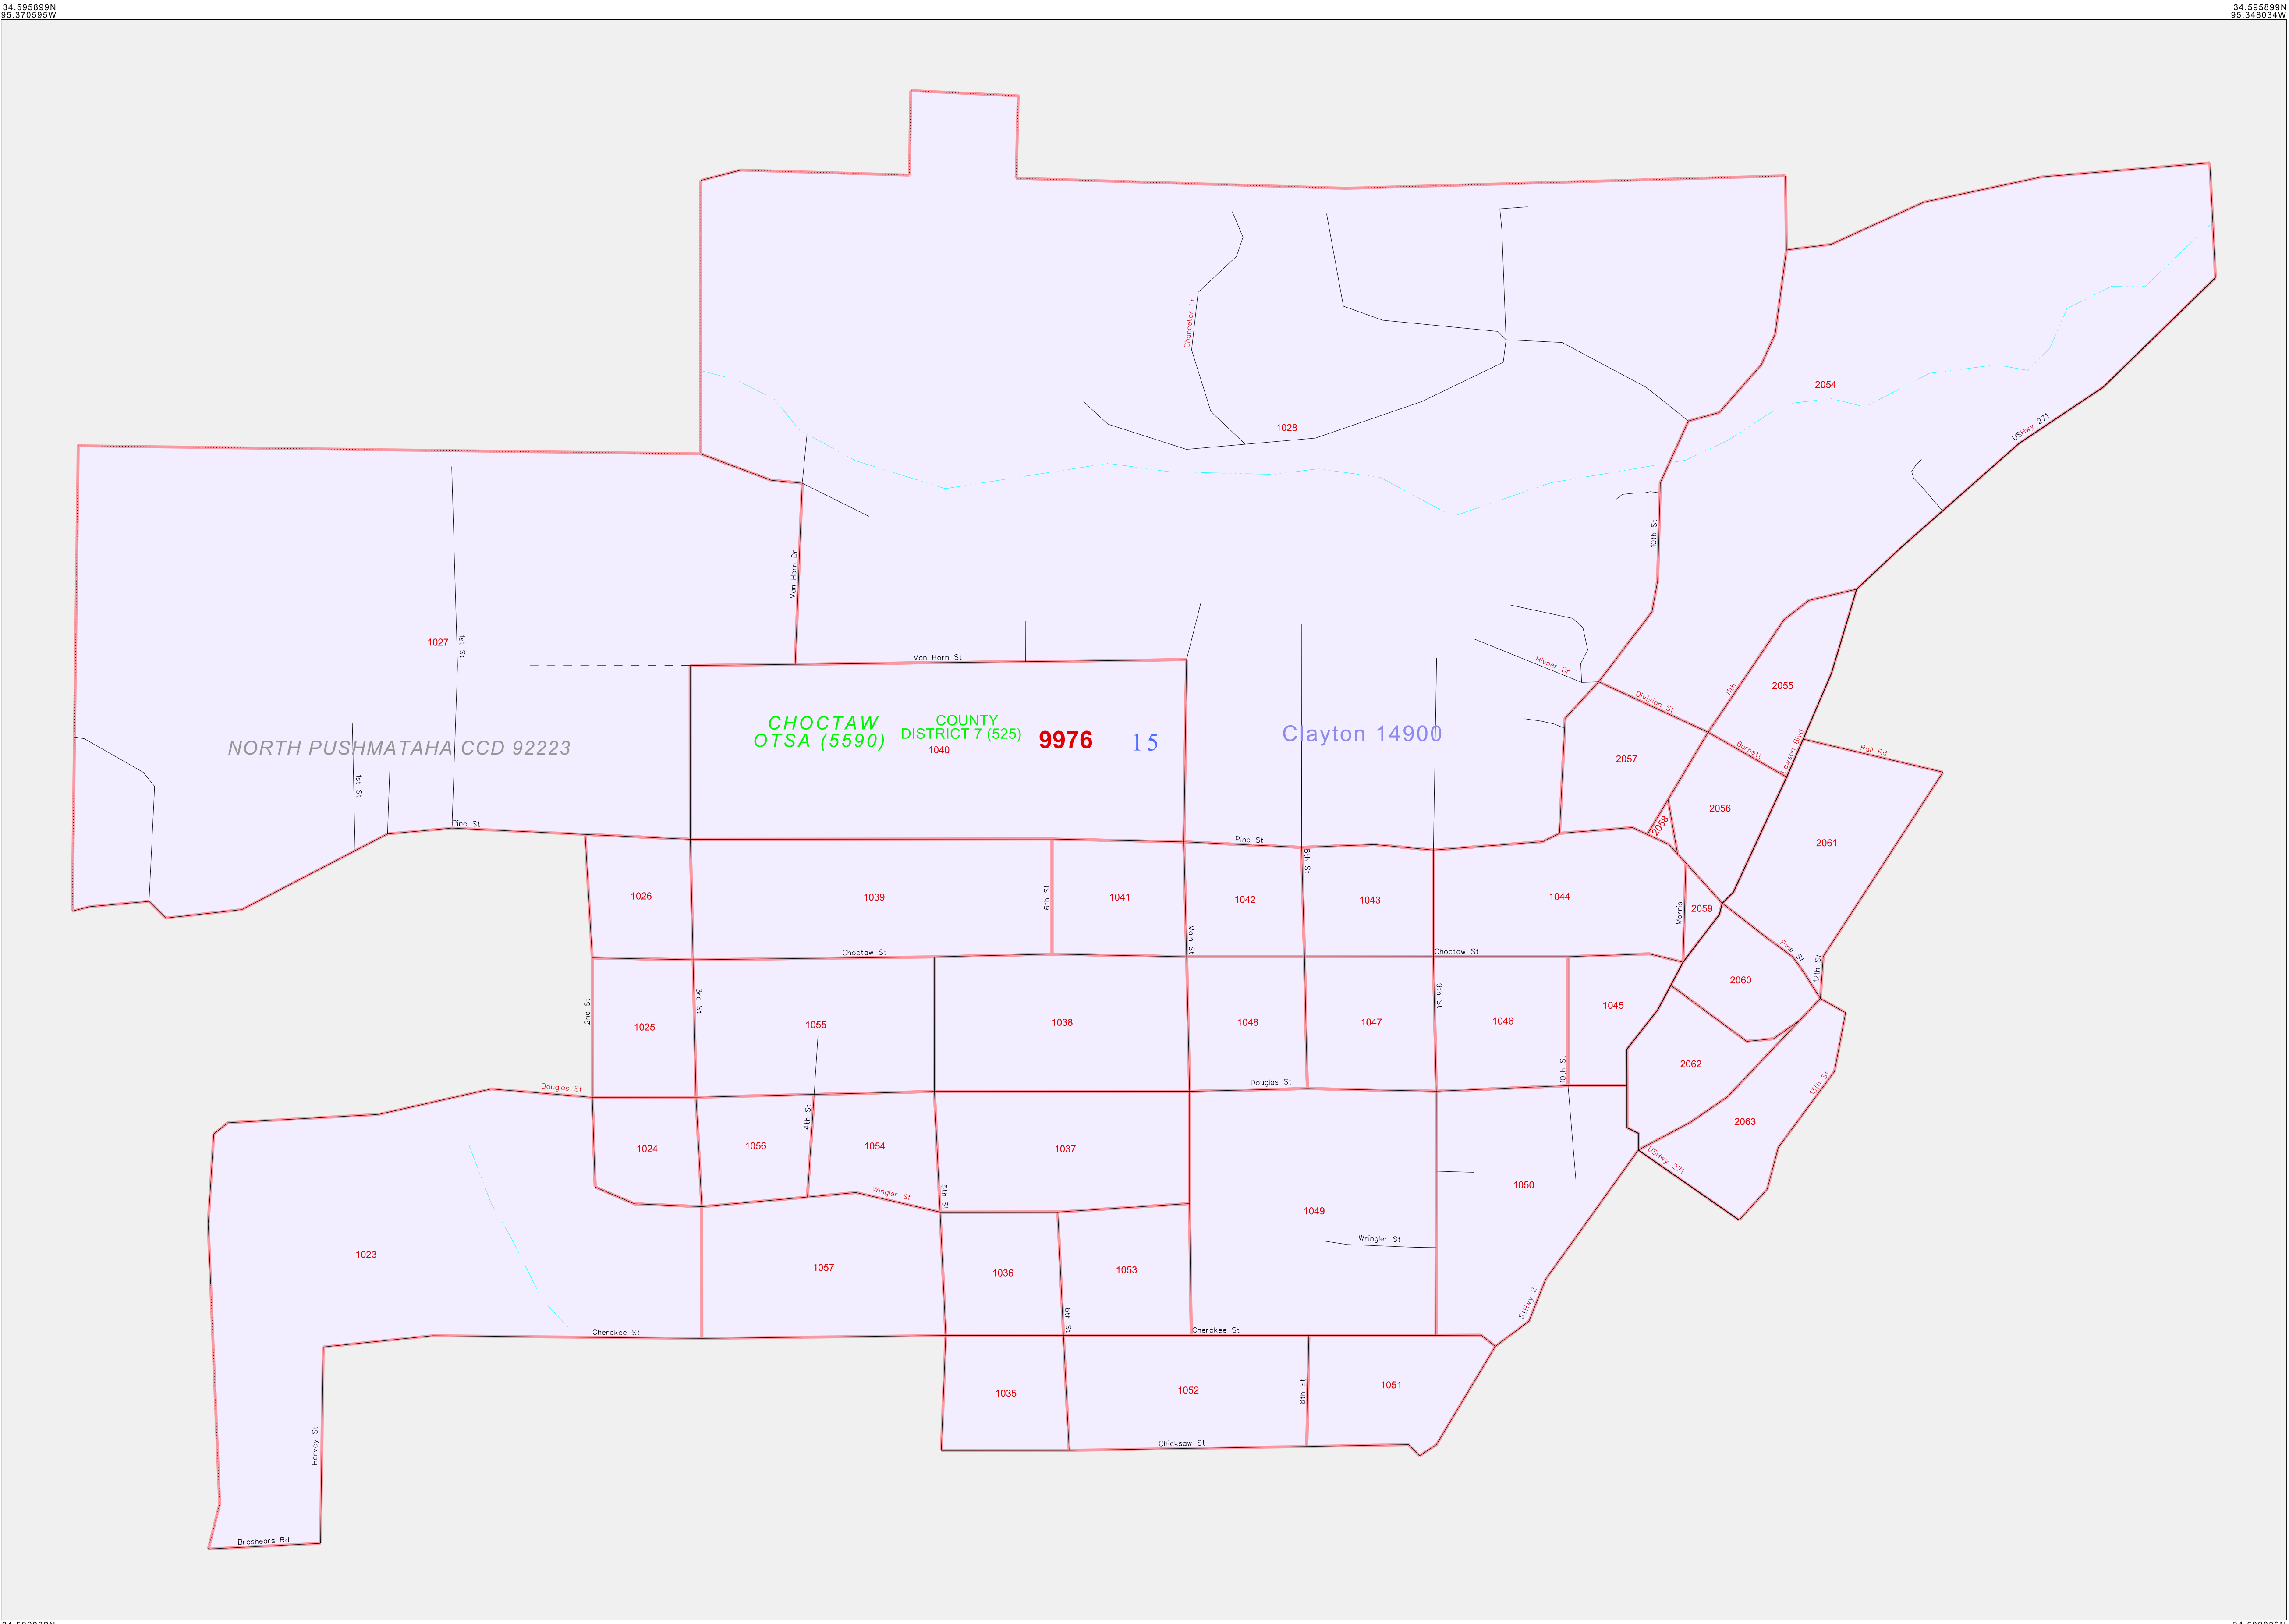 34.595899N
95.370595W
34.595899N
95.348034W
Chancellor Ln
1028
2054
USHwy 271
10th St
Van Horn Dr
1027
1st St
Van Horn St
Hivner Dr
Division St
11th
2055
CHOCTAW
OTSA (5590)
COUNTY
DISTRICT 7 (525)
1040
9976
15
Clayton 14900
NORTH PUSHMATAHA CCD 92223
1st St
2057
Burnett
Lawson Blvd
Rail Rd
2056
2058
2061
Pine St
Pine St
8th St
1026
1039
6th St
1041
1042
1043
1044
Morris
2059
Main St
Choctaw St
Choctaw St
Pine St
12th St
2060
2nd St
3rd St
1025
1055
1038
1048
1047
9th St
1046
1045
10th St
2062
13th St
Douglas St
Douglas St
4th St
1024
1056
1054
1037
2063
USHwy 271
Wingler St
5th St
1050
1049
Wringler St
1023
1057
1036
1053
6th St
StHwy 2
Cherokee St
Cherokee St
1035
1052
8th St
1051
Harvey St
Chicksaw St
Breshears Rd